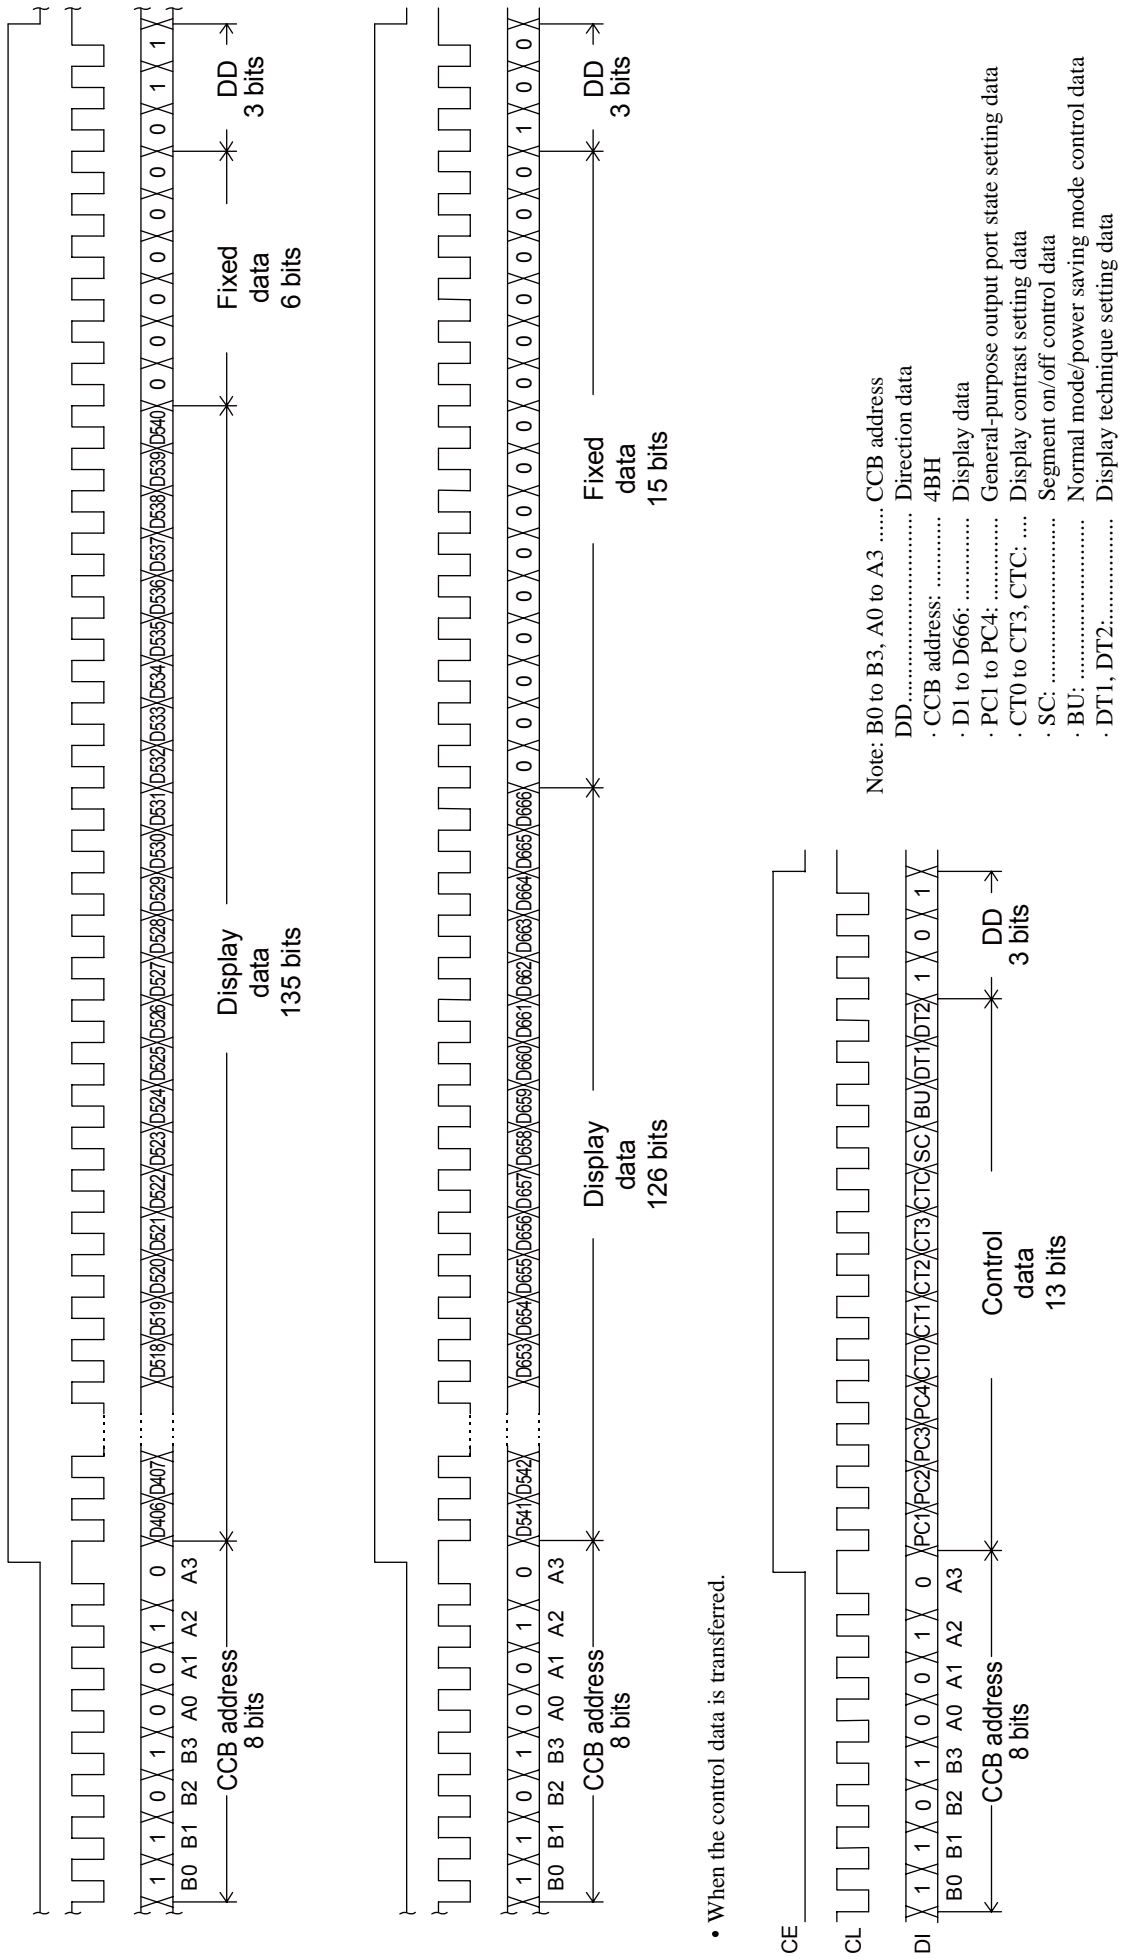 1 1 0 1 0 0 1 0 D406 D407 D518 D519 D520 D521 D522 D523 D524 D525 D526 D527 D528 D529 D530 D531 D532 D533 D534 D535 D536 D537 D538 D539 D540 0 0 0 0 0 0 0 1 1
B0 B1 B2 B3 A0 A1 A2 A3
CCB address
8 bits
Display
data
135 bits
Fixed
data
6 bits
DD
3 bits
1 1 0 1 0 0 1 0 D541 D542 D653 D654 D655 D656 D657 D658 D659 D660 D661 D662 D663 D664 D665 D666 0 0 0 0 0 0 0 0 0 0 0 0 0 0 0 1 0 0
B0 B1 B2 B3 A0 A1 A2 A3
CCB address
8 bits
Display
data
126 bits
Fixed
data
15 bits
DD
3 bits
• When the control data is transferred.
CE
CL
DI 1 1 0 1 0 0 1 0 PC1 PC2 PC3 PC4 CT0 CT1 CT2 CT3 CTC SC BU DT1 DT2 1 0 1
B0 B1 B2 B3 A0 A1 A2 A3
CCB address
8 bits
Control
data
13 bits
DD
3 bits
Note: B0 to B3, A0 to A3 ...... CCB address
DD................................ Direction data
· CCB address: .............. 4BH
· D1 to D666: ................ Display data
· PC1 to PC4: ............... General-purpose output port state setting data
· CT0 to CT3, CTC: .... Display contrast setting data
· SC: ............................ Segment on/off control data
· BU: ........................... Normal mode/power saving mode control data
· DT1, DT2:.................. Display technique setting data